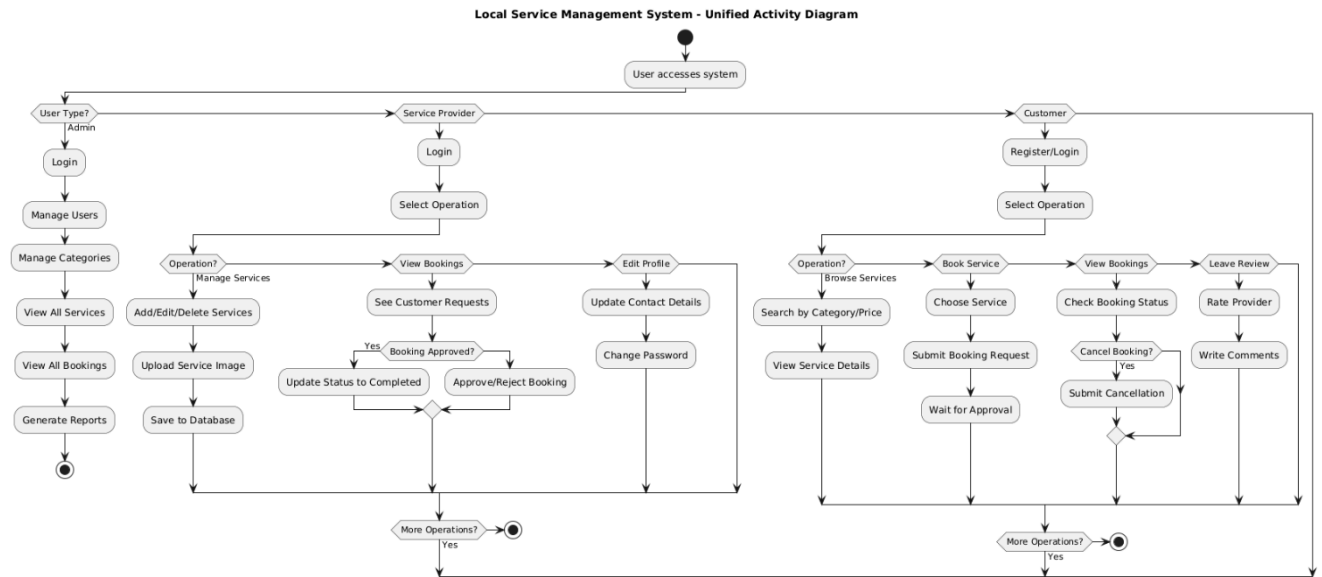 Local Service Management System - Unified Activity Diagram
User accesses system
User Type?
Admin
Service Provider
Customer
Login
Manage Users
Manage Categories
View All Services
View All Bookings
Generate Reports
Login
Select Operation
Operation?
Manage Services
View Bookings
Edit Profile
Add/Edit/Delete Services
Upload Service Image
Save to Database
See Customer Requests
Booking Approved?
Yes
Update Status to Completed
Approve/Reject Booking
Update Contact Details
Change Password
More Operations?
Yes
Register/Login
Select Operation
Operation?
Browse Services
Book Service
View Bookings
Leave Review
Search by Category/Price
View Service Details
Choose Service
Submit Booking Request
Wait for Approval
Check Booking Status
Cancel Booking?
Yes
Submit Cancellation
Rate Provider
Write Comments
More Operations?
Yes